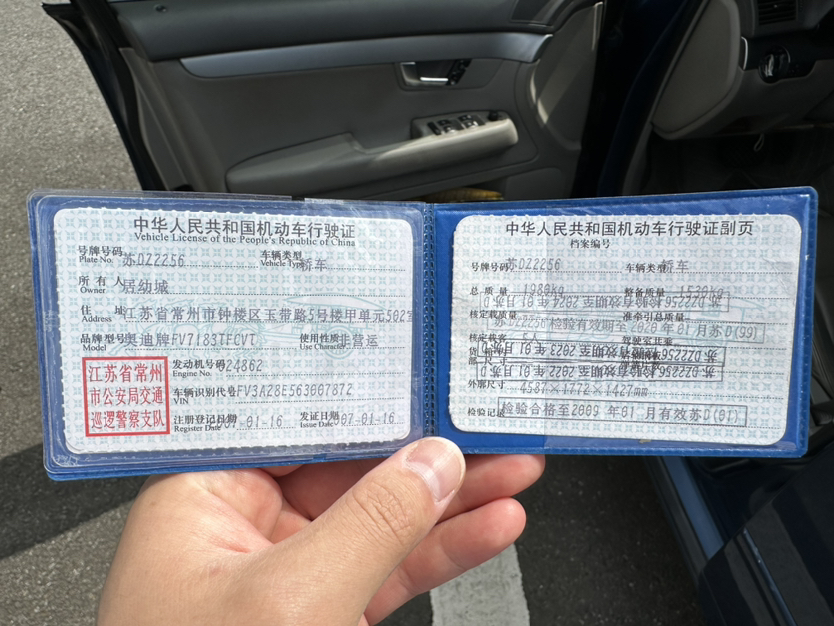 中华人民共和国机动车行驶证
Vehicle License of the People's Republic of China
号牌号码 苏DZ2256 车辆类型 轿车
Plate No. Vehicle Type
所有人 居幼城
Owner
住址 江苏省常州市钟楼区玉带路5号楼甲单元502
Address
品牌型号 奥迪牌FV7183TFCVT 使用性质 非营运
Model Use Character
江苏省常州
市公安局交通
巡逻警察支队
发动机号码 024862
Engine No.
车辆识别代号
VIN
注册登记日期 2007-01-16 发证日期 2007-01-16
Register Date Issue Date
中华人民共和国机动车行驶证副页
档案编号
号牌号码 苏DZ2256 车辆类型 轿车
总质量 1980kg 整备质量 1530kg
核定载质量 准牵引总质量
苏DZ2256 检验有效期至2020年01月苏D(99)
核定载客 驾驶室共乘
外廓尺寸 4587×1772×1427mm
检验记录 检验合格至2009年01月有效苏D(01)